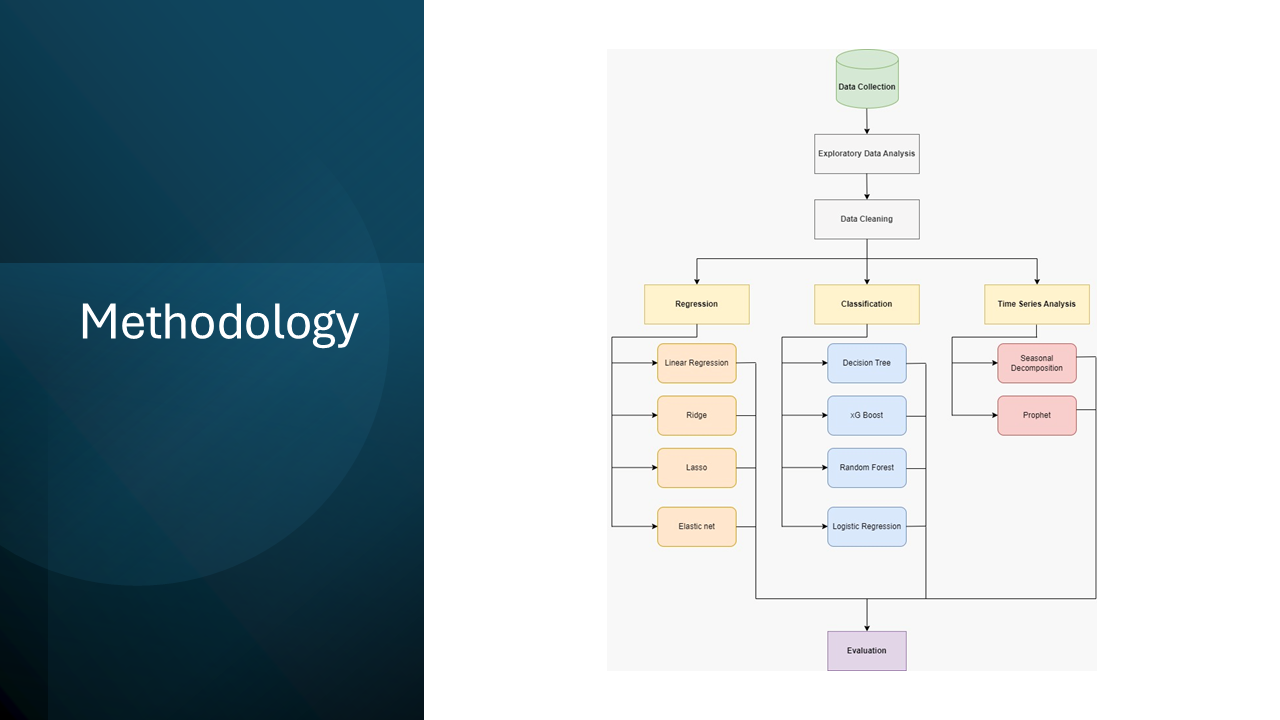 Methodology
Data Collection
Exploratory Data Analysis
Data Cleaning
Regression
Classification
Time Series Analysis
Linear Regression
Decision Tree
Seasonal
Decomposition
Ridge
xG Boost
Prophet
Lasso
Random Forest
Elastic net
Logistic Regression
Evaluation